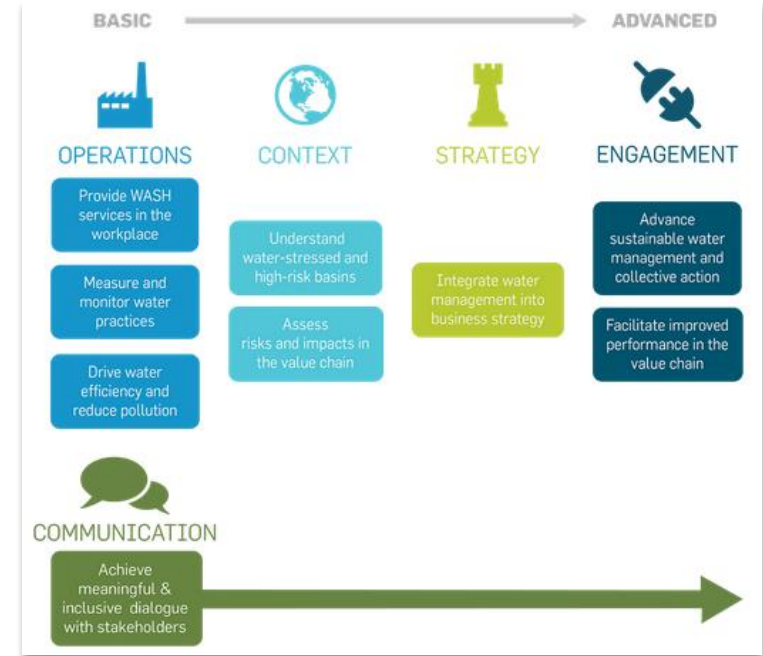 BASIC
ADVANCED
OPERATIONS
Provide WASH
services in the
workplace
Measure and
monitor water
practices
Drive water
efficiency and
reduce pollution
CONTEXT
Understand
water-stressed and
high-risk basins
Assess
risks and impacts in
the value chain
STRATEGY
Integrate water
management into
business strategy
ENGAGEMENT
Advance
sustainable water
management and
collective action
Facilitate improved
performance in the
value chain
COMMUNICATION
Achieve
meaningful &
inclusive dialogue
with stakeholders